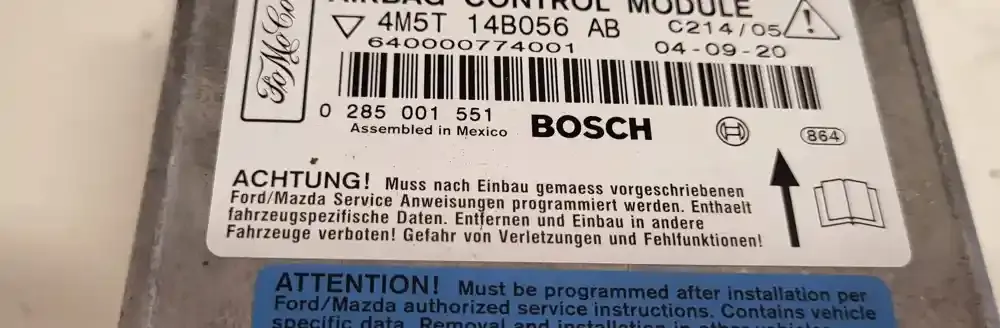 AIRBAG CONTROL MODULE
FoMoCo
4M5T 14B056 AB C214/05
640000774001 04-09-20
0 285 001 551
Assembled in Mexico BOSCH 864
ACHTUNG! Muss nach Einbau gemaess vorgeschriebenen
Ford/Mazda Service Anweisungen programmiert werden. Enthaelt
fahrzeugspezifische Daten. Entfernen und Einbau in andere
Fahrzeuge verboten! Gefahr von Verletzungen und Fehlfunktionen!
ATTENTION! Must be programmed after installation per
Ford/Mazda authorized service instructions. Contains vehicle
specific data. Removal and installation in other vehicles